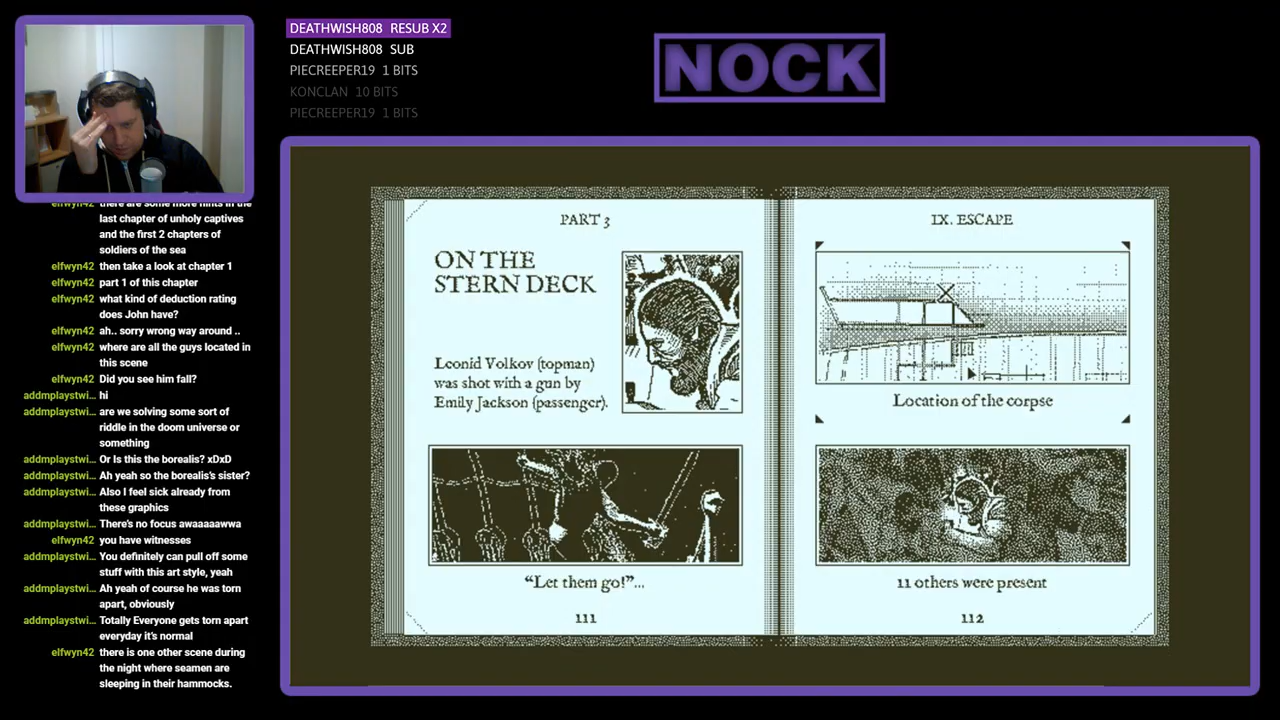 DEATHWISH808 RESUB X2
DEATHWISH808 SUB
PIECREEPER19 1 BITS
KONCLAN 10 BITS
PIECREEPER19 1 BITS
NOCK
elfwyn42 there are some more hints in the
last chapter of unholy captives
and the first 2 chapters of
soldiers of the sea
elfwyn42 then take a look at chapter 1
elfwyn42 part 1 of this chapter
elfwyn42 what kind of deduction rating
does John have?
elfwyn42 ah.. sorry wrong way around ..
elfwyn42 where are all the guys located in
this scene
elfwyn42 Did you see him fall?
addmplaystwi... hi
addmplaystwi... are we solving some sort of
riddle in the doom universe or
something
addmplaystwi... Or Is this the borealis? xDxD
addmplaystwi... Ah yeah so the borealis's sister?
addmplaystwi... Also I feel sick already from
these graphics
addmplaystwi... There's no focus awaaaaawwa
elfwyn42 you have witnesses
addmplaystwi... You definitely can pull off some
stuff with this art style, yeah
addmplaystwi... Ah yeah of course he was torn
apart, obviously
addmplaystwi... Totally Everyone gets torn apart
everyday it's normal
elfwyn42 there is one other scene during
the night where seamen are
sleeping in their hammocks.
PART 3
ON THE
STERN DECK
Leonid Volkov (topman)
was shot with a gun by
Emily Jackson (passenger).
"Let them go!"...
111
IX. ESCAPE
Location of the corpse
11 others were present
112